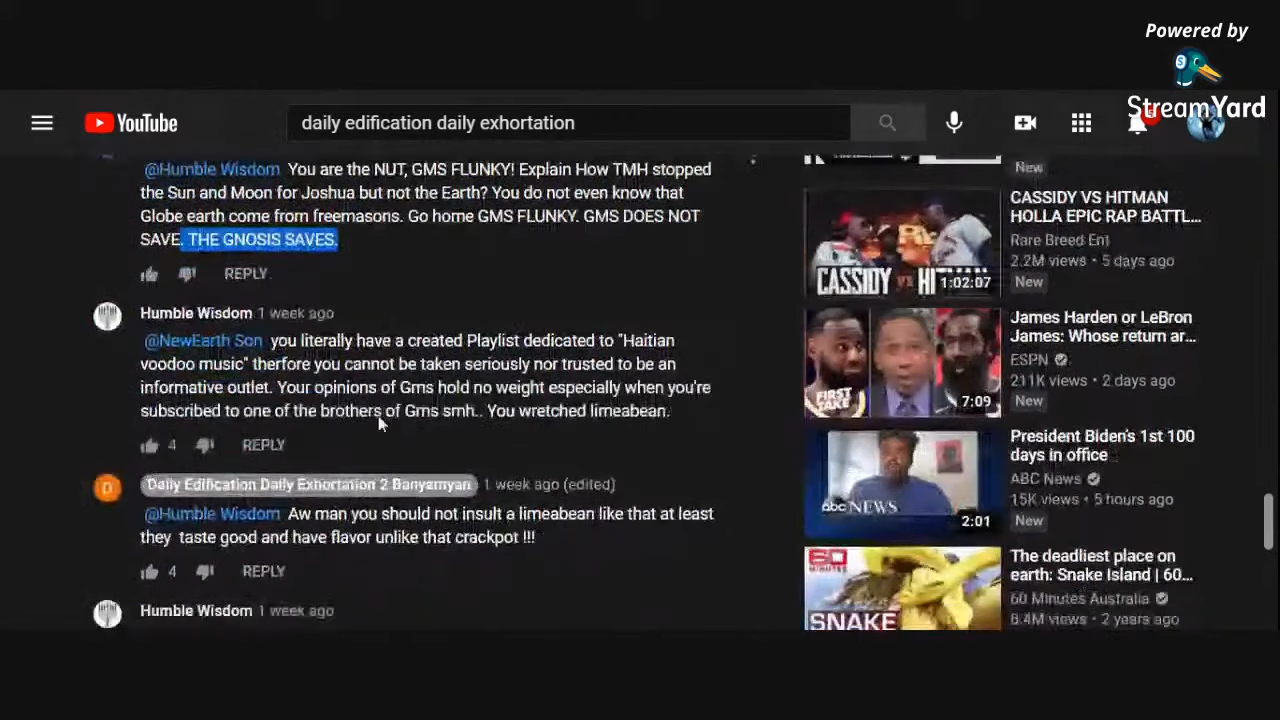 Powered by
StreamYard
YouTube
daily edification daily exhortation
@Humble Wisdom You are the NUT, GMS FLUNKY! Explain How TMH stopped
the Sun and Moon for Joshua but not the Earth? You do not even know that
Globe earth come from freemasons. Go home GMS FLUNKY. GMS DOES NOT
SAVE. THE GNOSIS SAVES.
REPLY
Humble Wisdom 1 week ago
@NewEarth Son you literally have a created Playlist dedicated to "Haitian
voodoo music" therfore you cannot be taken seriously nor trusted to be an
informative outlet. Your opinions of Gms hold no weight especially when you're
subscribed to one of the brothers of Gms smh.. You wretched limeabean.
4 REPLY
Daily Edification Daily Exhortation 2 Banyamyan 1 week ago (edited)
@Humble Wisdom Aw man you should not insult a limeabean like that at least
they taste good and have flavor unlike that crackpot !!!
4 REPLY
Humble Wisdom 1 week ago
New
CASSIDY VS HITMAN
HOLLA EPIC RAP BATTL...
Rare Breed Ent
2.2M views • 5 days ago
New
CASSIDY VS HITMAN
1:02:07
James Harden or LeBron
James: Whose return ar...
ESPN
211K views • 2 days ago
New
FIRST
TAKE
7:09
President Biden's 1st 100
days in office
ABC News
15K views • 5 hours ago
New
abc NEWS
2:01
The deadliest place on
earth: Snake Island | 60...
60 Minutes Australia
8.4M views • 2 years ago
60
MINUTES
SNAKE